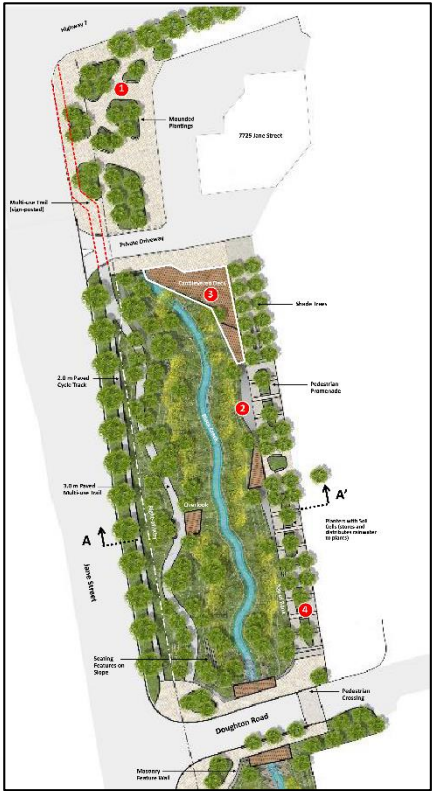 Highway 7
1
Mounded
Plantings
7725 Jane Street
Multi-use Trail
(sign-posted)
Private Driveway
Cantilevered Deck
3
Shade Trees
2.0 m Paved
Cycle Track
Pedestrian
Promenade
2
3.0 m Paved
Multi-use Trail
A'
A
Overlook
Planters with Soil
Cells (stores and
distributes rainwater
to plants)
Jane Street
4
Seating
Features on
Slope
Pedestrian
Crossing
Doughton Road
Masonry
Feature Wall